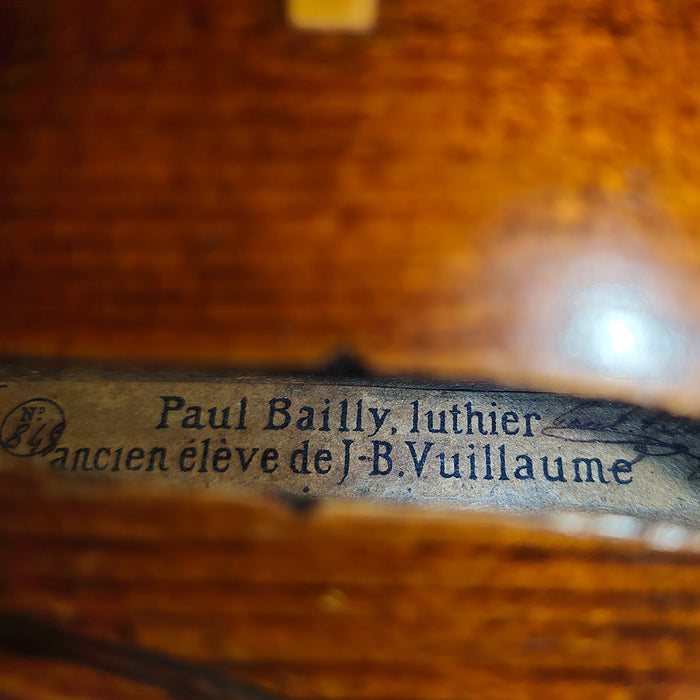 Nº
Paul Bailly, luthier
ancien élève de J-B. Vuillaume